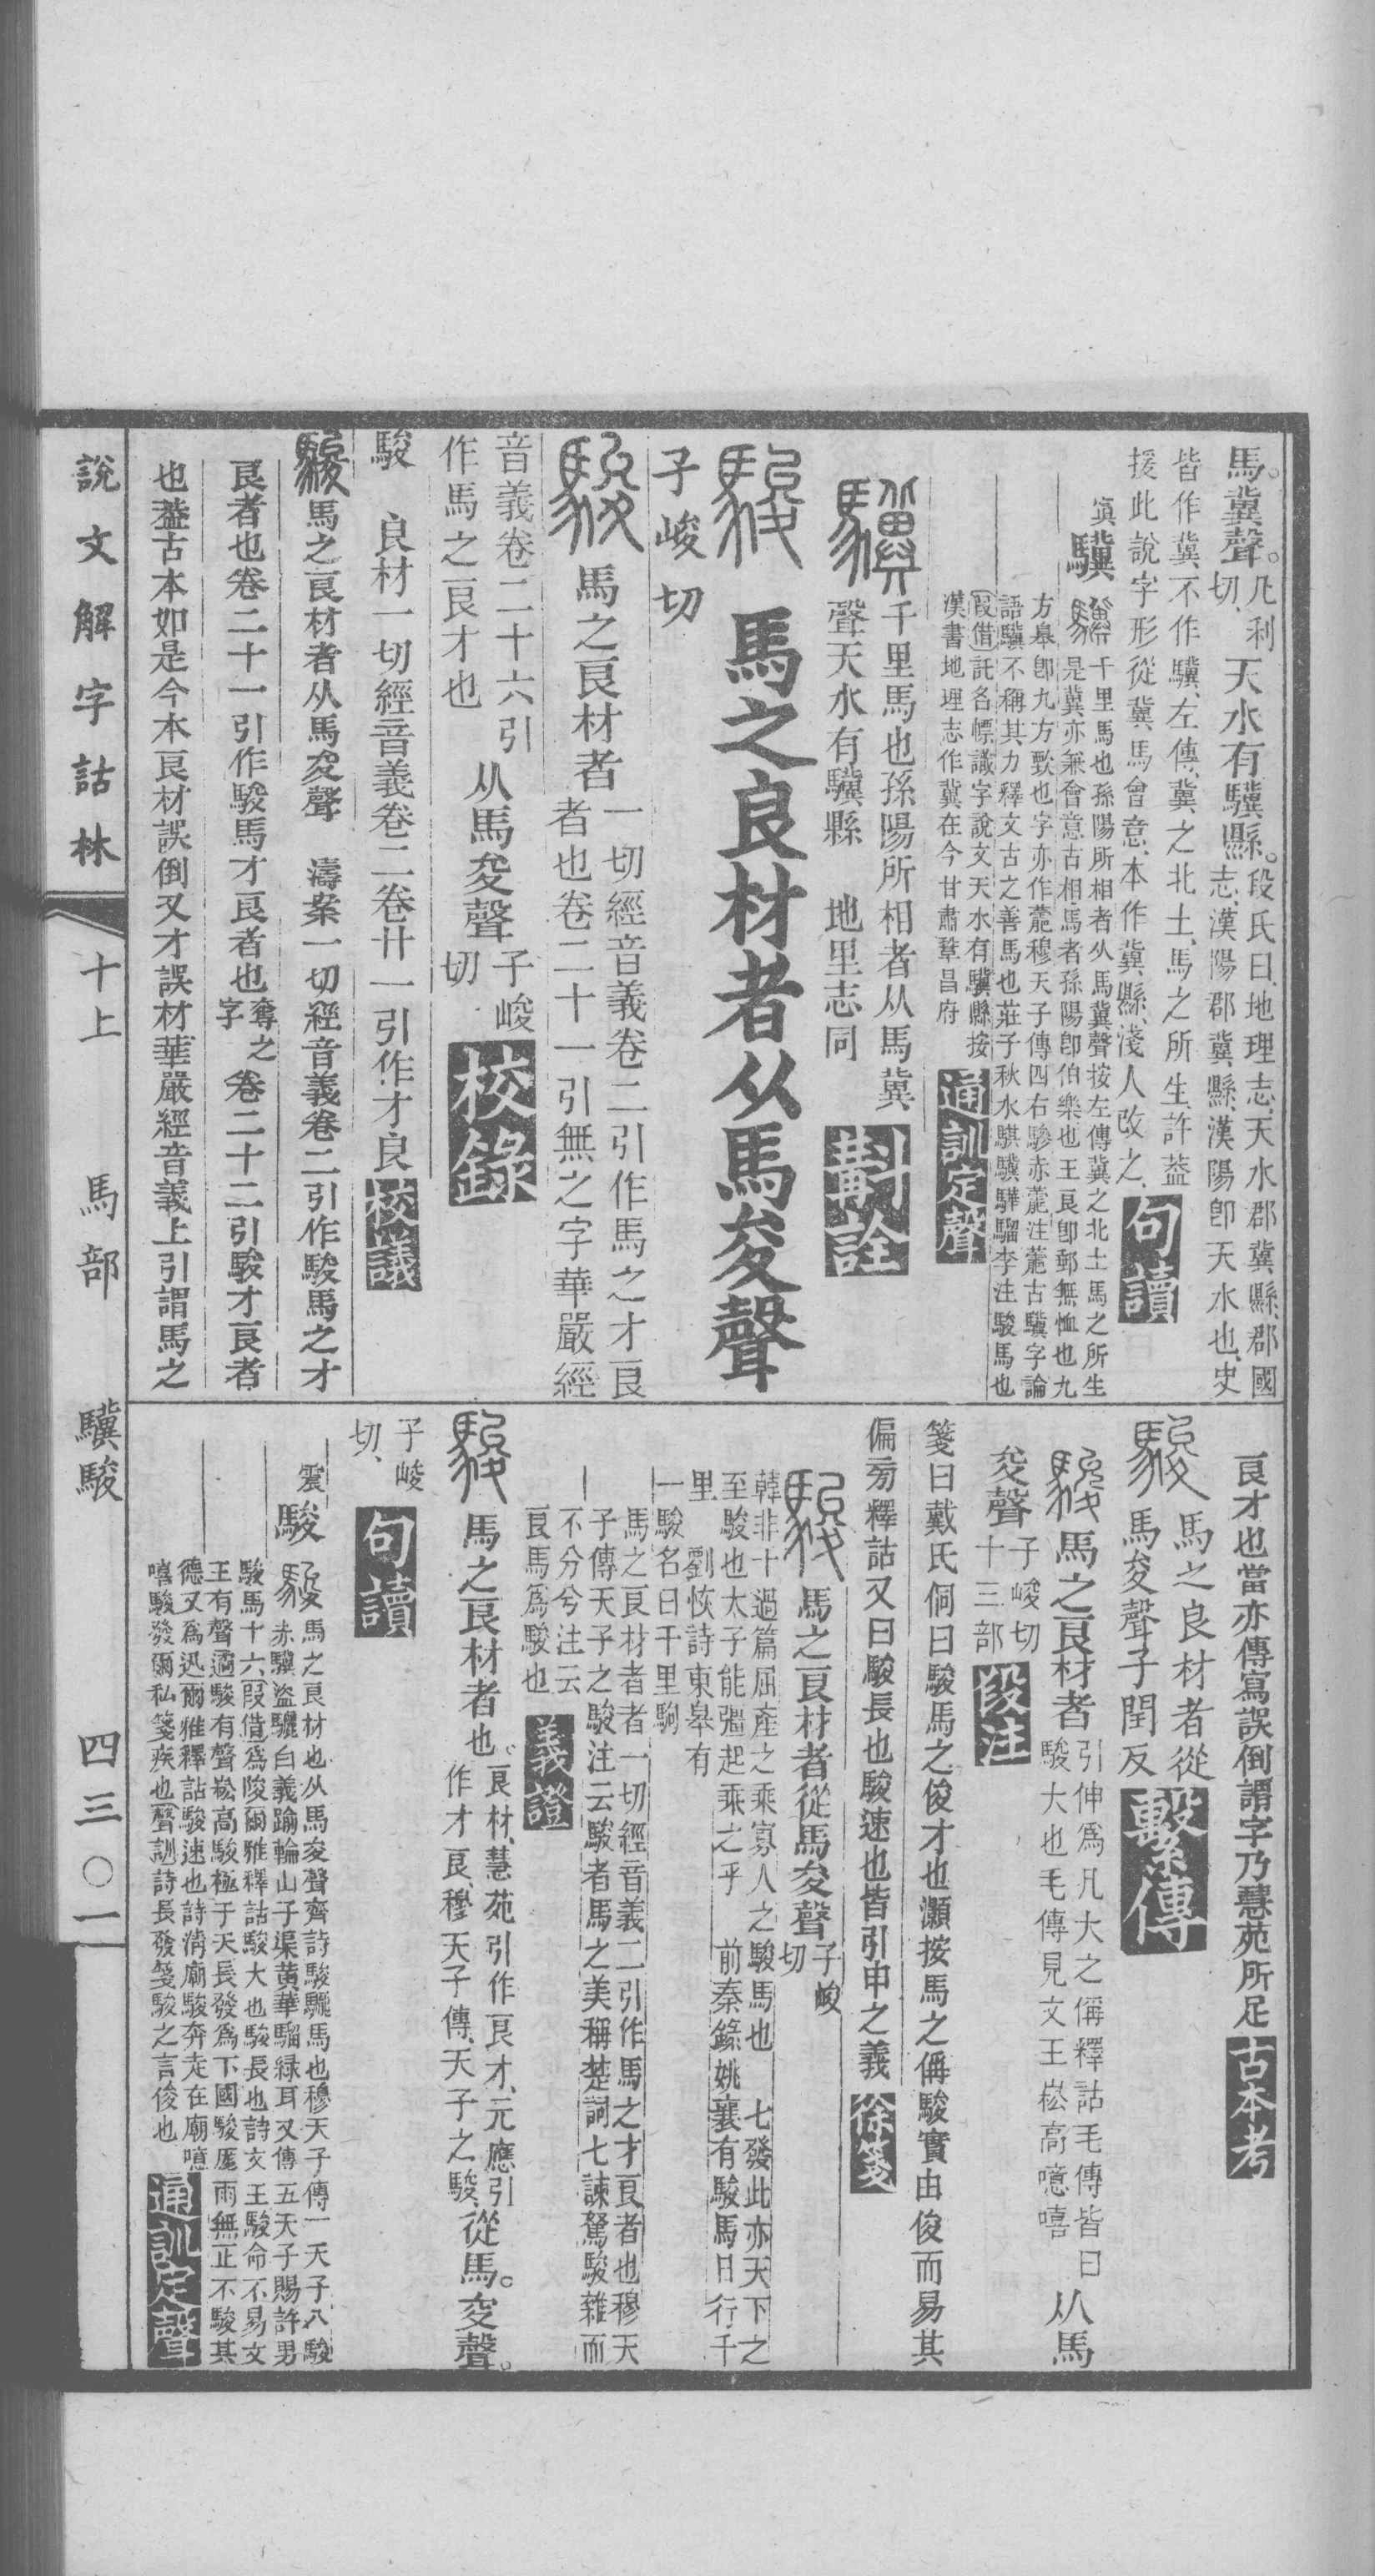 馬。冀聲。几利切、天水有驥縣。段氏曰、地理志、天水郡冀縣、郡國志、漢陽郡冀縣、漢陽卽天水也、史
皆作冀不作驥、左傳、冀之北土、馬之所生、許葢
援此說字形、從冀、馬會意、本作冀縣、淺人改之、句讀
寘驥 千里馬也孫陽所相者从馬冀聲按左傳冀之北土馬之所生
是冀亦兼會意古相馬者孫陽卽伯樂也王良卽郵無恤也九
方皋卽九方歅也字亦作𩦺穆天子傳四右驂赤𩦺注𩦺古驥字論
語驥不稱其力釋文古之善馬也莊子秋水騏驥驊騮李注駿馬也
叚借託名幖識字說文天水有驥縣按
漢書地理志作冀在今甘肅鞏昌府 通訓定聲
千里馬也孫陽所相者从馬冀
聲天水有驥縣　地里志同 斠詮
馬之良材者从馬夋聲
子峻切
馬之良材者一切經音義卷二引作馬之才良
者也卷二十一引無之字華嚴經
音義卷二十六引
作馬之良才也 从馬夋聲子峻切 校錄
駿　良材一切經音義卷二卷廿一引作才良 校議
馬之良材者从馬夋聲　濤案一切經音義卷二引作駿馬之才
良者也卷二十一引作駿馬才良者也奪之字卷二十二引駿才良者
也葢古本如是今本良材誤倒又才誤材華嚴經音義上引謂馬之
良才也當亦傳寫誤倒謂字乃慧苑所足 古本考
馬之良材者從
馬夋聲子閏反 繫傳
馬之良材者引伸爲凡大之偁釋詁毛傳皆曰
駿大也毛傳見文王崧高噫嘻 从馬
夋聲子峻切十三部 段注
箋曰戴氏侗曰駿馬之俊才也灝按馬之偁駿實由俊而易其
偏旁釋詁又曰駿長也駿速也皆引申之義 徐箋
馬之良材者從馬夋聲子峻切
韓非十過篇屈產之乘寡人之駿馬也　七發此亦天下之
至駿也太子能彊起乘之乎　前秦錄姚襄有駿馬日行千
里　劉恢詩東皋有
一駿名曰千里駒
馬之良材者者一切經音義二引作馬之才良者也穆天
子傳天子之駿注云駿者馬之美稱楚詞七諫駑駿雜而
不分兮注云
良馬爲駿也 義證
馬之良材者也、良材、慧苑引作良才、元應引
作才良、穆天子傳、天子之駿、從馬。夋聲。
子峻切、句讀
震駿 馬之良材也从馬夋聲齊詩駿驪馬也穆天子傳一天子八駿
赤驥盜驪白義踰輪山子渠黃華騮綠耳又傳五天子賜許男
駿馬十六叚借爲陵爾雅釋詁駿大也駿長也詩文王駿命不易文
王有聲遹駿有聲崧高駿極于天長發爲下國駿厖雨無正不駿其
德又爲迅爾雅釋詁駿速也詩淸廟駿奔走在廟噫
嘻駿發爾私箋疾也聲訓詩長發箋駿之言俊也 通訓定聲
說文解字詁林　十上　馬部　驥駿　四三〇一